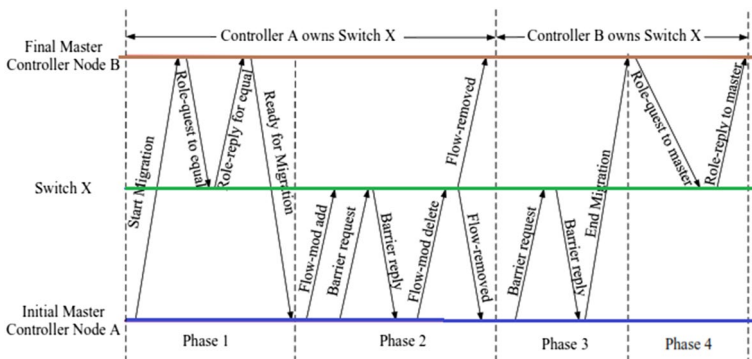 Controller A owns Switch X
Controller B owns Switch X
Final Master
Controller Node B
Start Migration
Role-quest to equal
Role-reply for equal
Ready for Migration
Flow-removed
Role-quest to master
Role-reply to master
Switch X
Flow-mod add
Barrier request
Barrier reply
Flow-mod delete
Flow-removed
Barrier request
Barrier reply
End Migration
Initial Master
Controller Node A
Phase 1
Phase 2
Phase 3
Phase 4